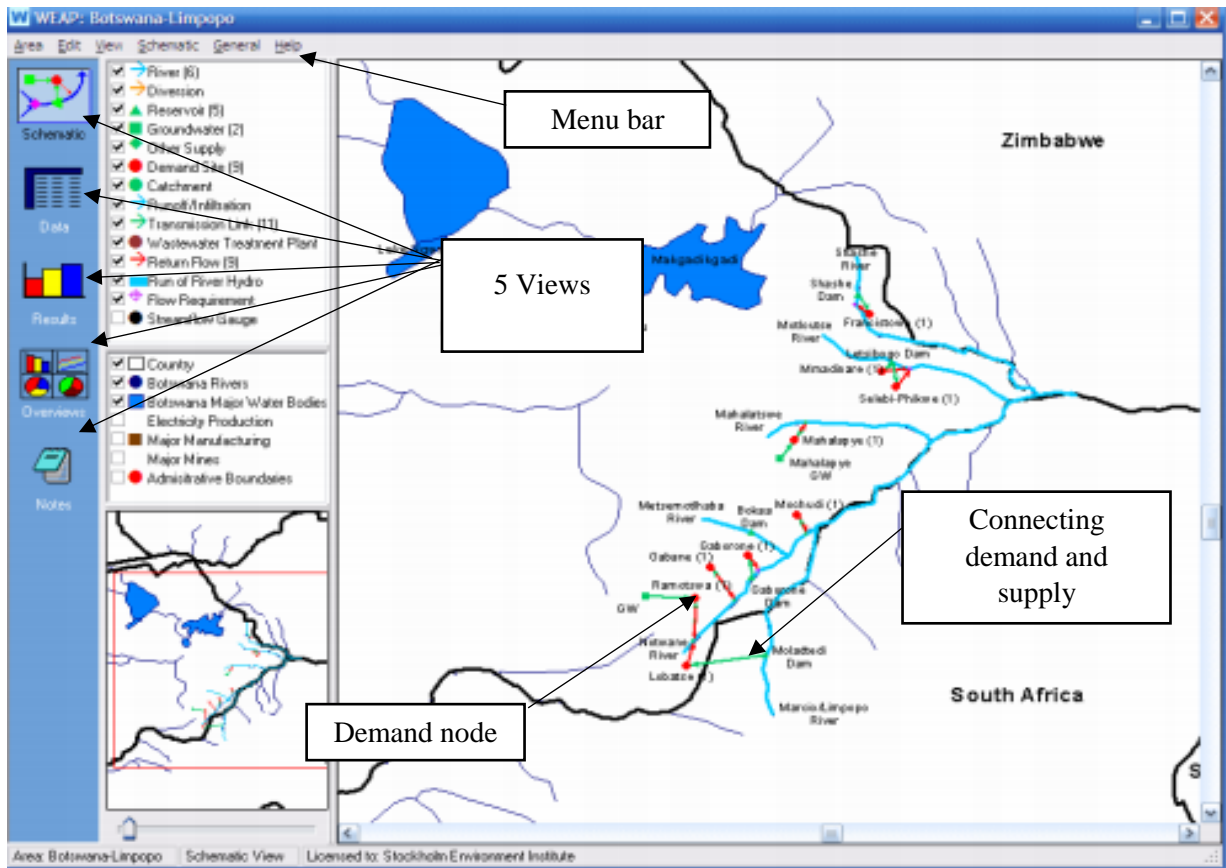 WEAP: Botswana-Limpopo
Area Edit View Schematic General Help
Schematic
Data
Results
Overviews
Notes
River (6)
Diversion
Reservoir (5)
Groundwater (2)
Other Supply
Demand Site (9)
Catchment
Runoff/Infiltration
Transmission Link (11)
Wastewater Treatment Plant
Return Flow (9)
Run of River Hydro
Flow Requirement
Streamflow Gauge
Country
Botswana Rivers
Botswana Major Water Bodies
Electricity Production
Major Manufacturing
Major Mines
Admisitrative Boundaries
Menu bar
5 Views
Zimbabwe
Makgadikgadi
Shashe
River
Shashe
Dam
Francistown (1)
Motloutse
River
Letsibogo Dam
Mmadinare (1)
Selebi-Phikwe (1)
Mahalatswe
River
Mahalapye (1)
Mahalapye
GW
Metsemotlhaba
River
Bokaa
Dam
Mochudi (1)
Gaborone (1)
Gabane (1)
Ramotswa (1)
GW
Gaborone
Dam
Notwane
River
Lobatse (1)
Molatedi
Dam
Marcio/Limpopo
River
Connecting
demand and
supply
South Africa
Demand node
S
Area: Botswana-Limpopo Schematic View Licensed to: Stockholm Environment Institute